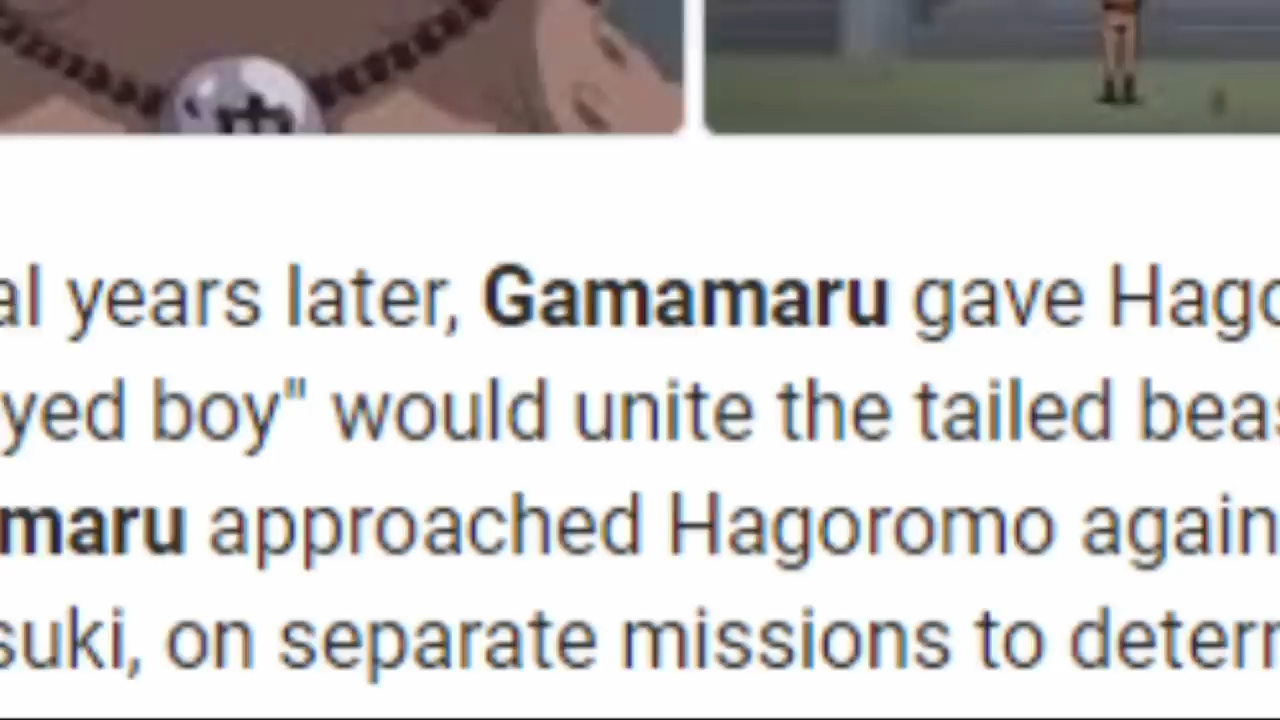 al years later, Gamamaru gave Hago
yed boy" would unite the tailed beas
maru approached Hagoromo again
suki, on separate missions to deter